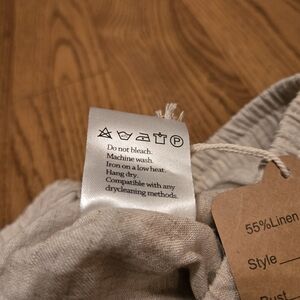 Do not bleach.
Machine wash.
Iron on a low heat.
Hang dry.
Compatible with any
drycleaning methods.
55%Linen
Style
Bust